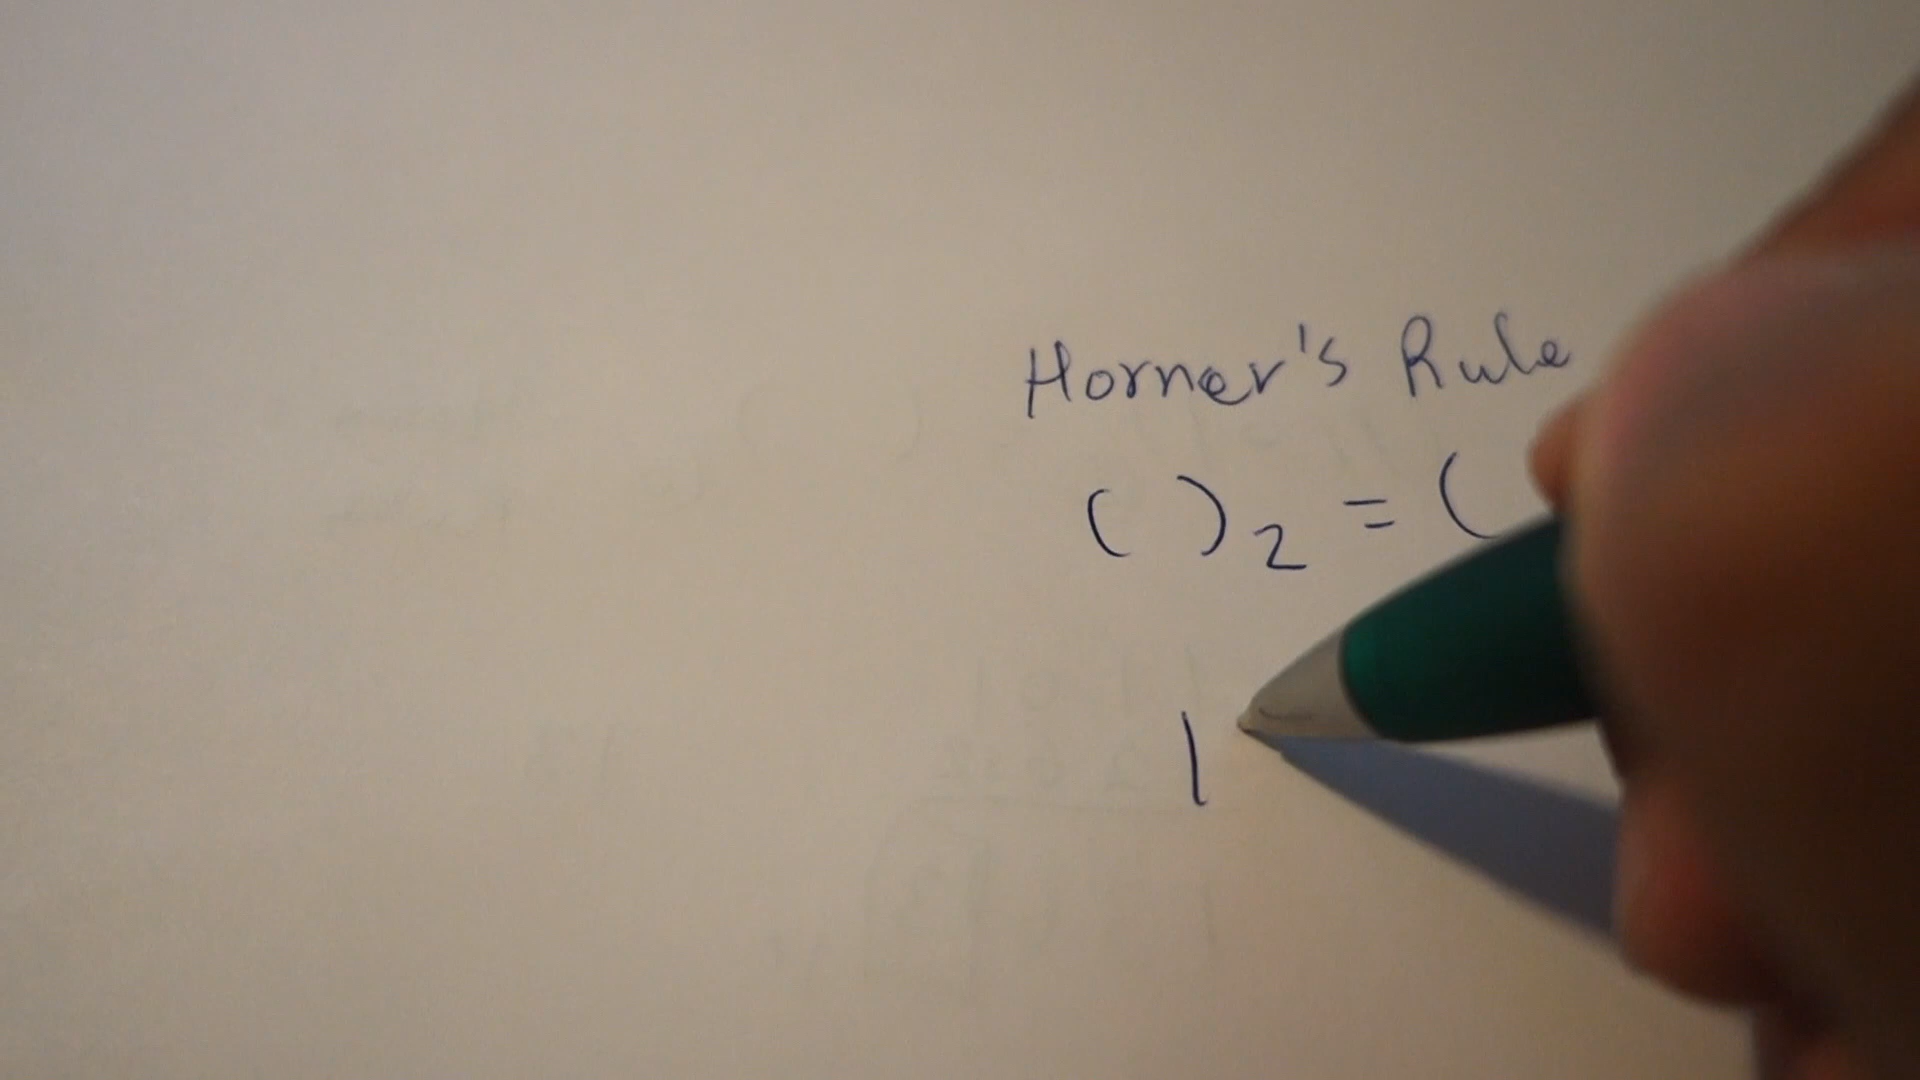 Horner's Rule
( )2 = (
1